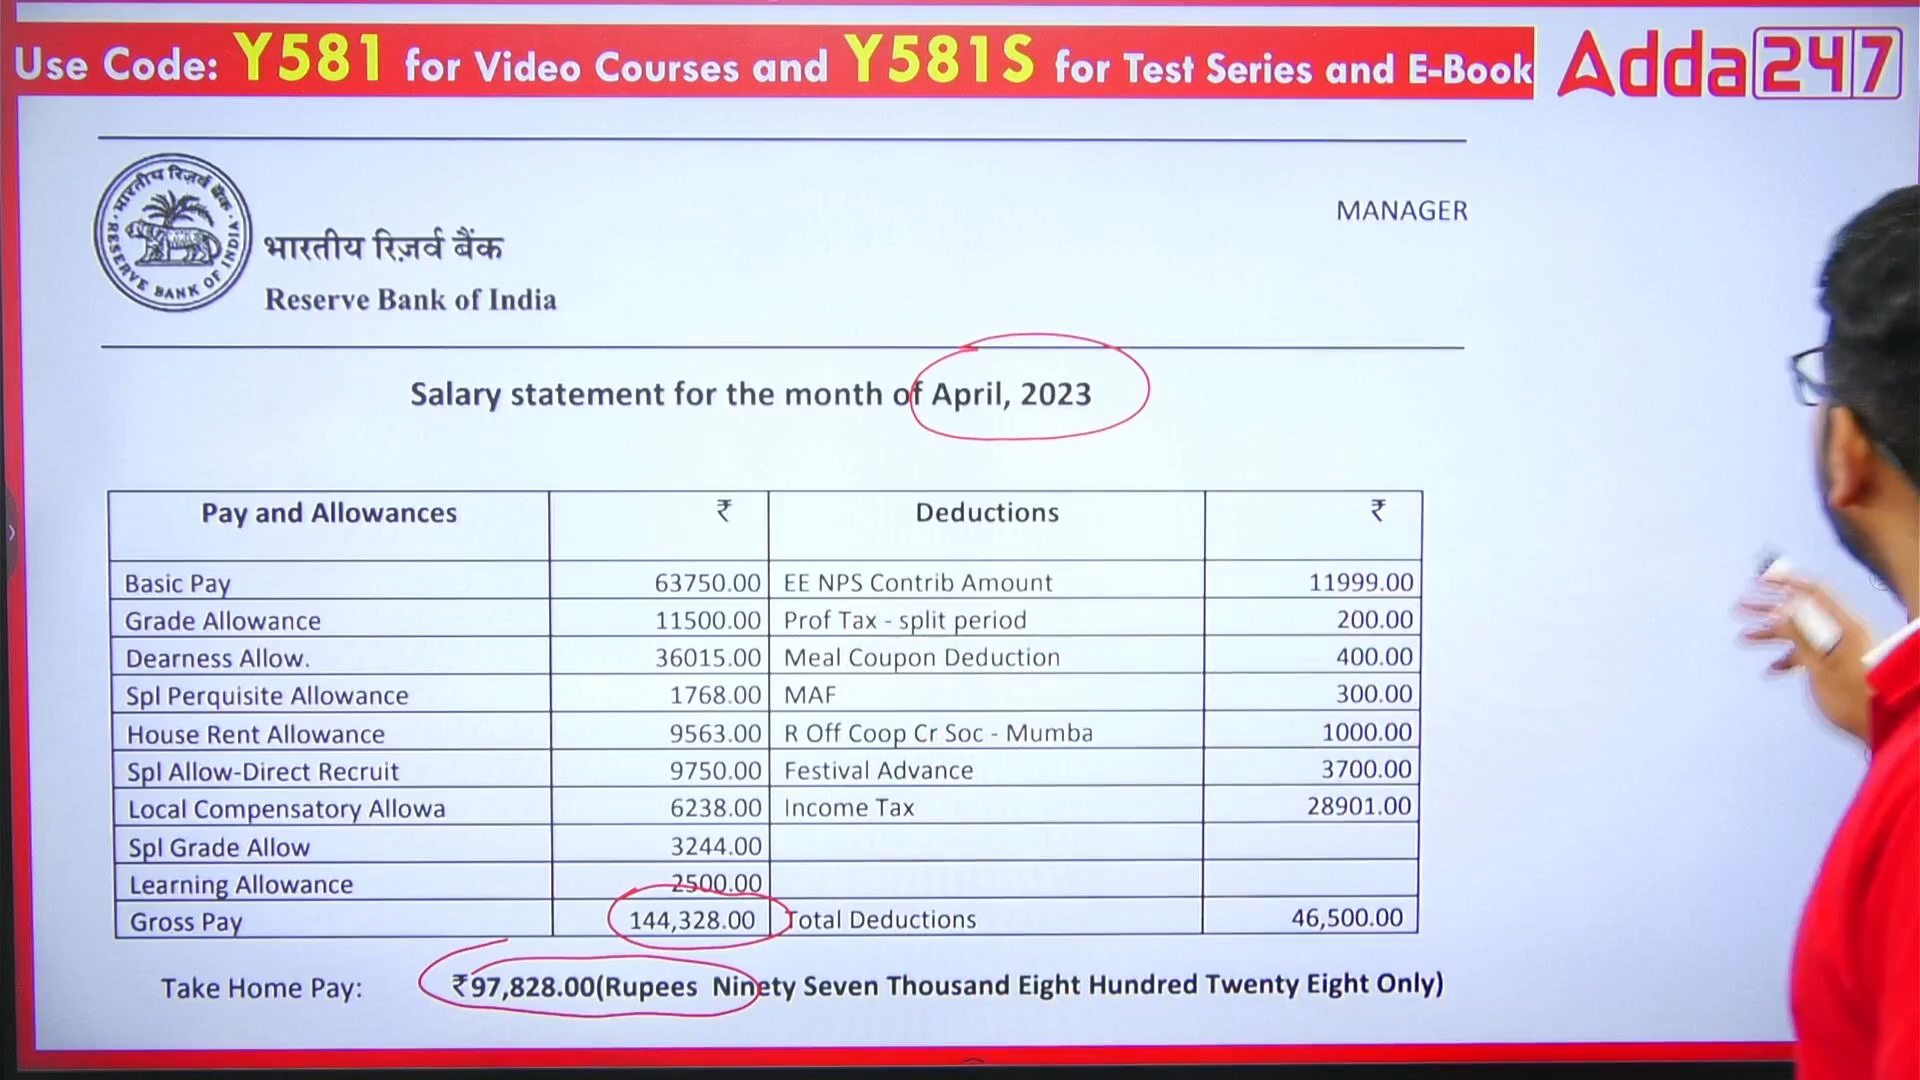 Use Code: Y581 for Video Courses and Y581S for Test Series and E-Book
Adda247
भारतीय रिज़र्व बैंक
RESERVE BANK OF INDIA
MANAGER
भारतीय रिज़र्व बैंक
Reserve Bank of India
Salary statement for the month of April, 2023
Pay and Allowances ₹ Deductions ₹
Basic Pay 63750.00 EE NPS Contrib Amount 11999.00
Grade Allowance 11500.00 Prof Tax - split period 200.00
Dearness Allow. 36015.00 Meal Coupon Deduction 400.00
Spl Perquisite Allowance 1768.00 MAF 300.00
House Rent Allowance 9563.00 R Off Coop Cr Soc - Mumba 1000.00
Spl Allow-Direct Recruit 9750.00 Festival Advance 3700.00
Local Compensatory Allowa 6238.00 Income Tax 28901.00
Spl Grade Allow 3244.00
Learning Allowance 2500.00
Gross Pay 144,328.00 Total Deductions 46,500.00
Take Home Pay: ₹97,828.00(Rupees Ninety Seven Thousand Eight Hundred Twenty Eight Only)